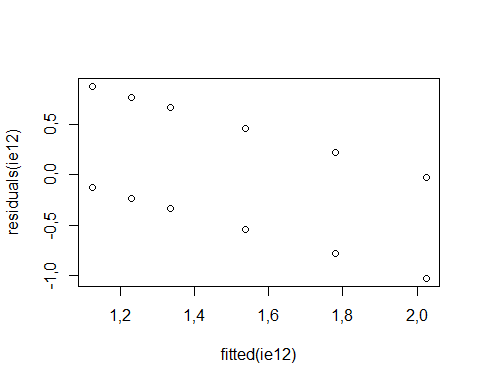 residuals(ie12)
0,5
0,0
-0,5
-1,0
1,2 1,4 1,6 1,8 2,0
fitted(ie12)